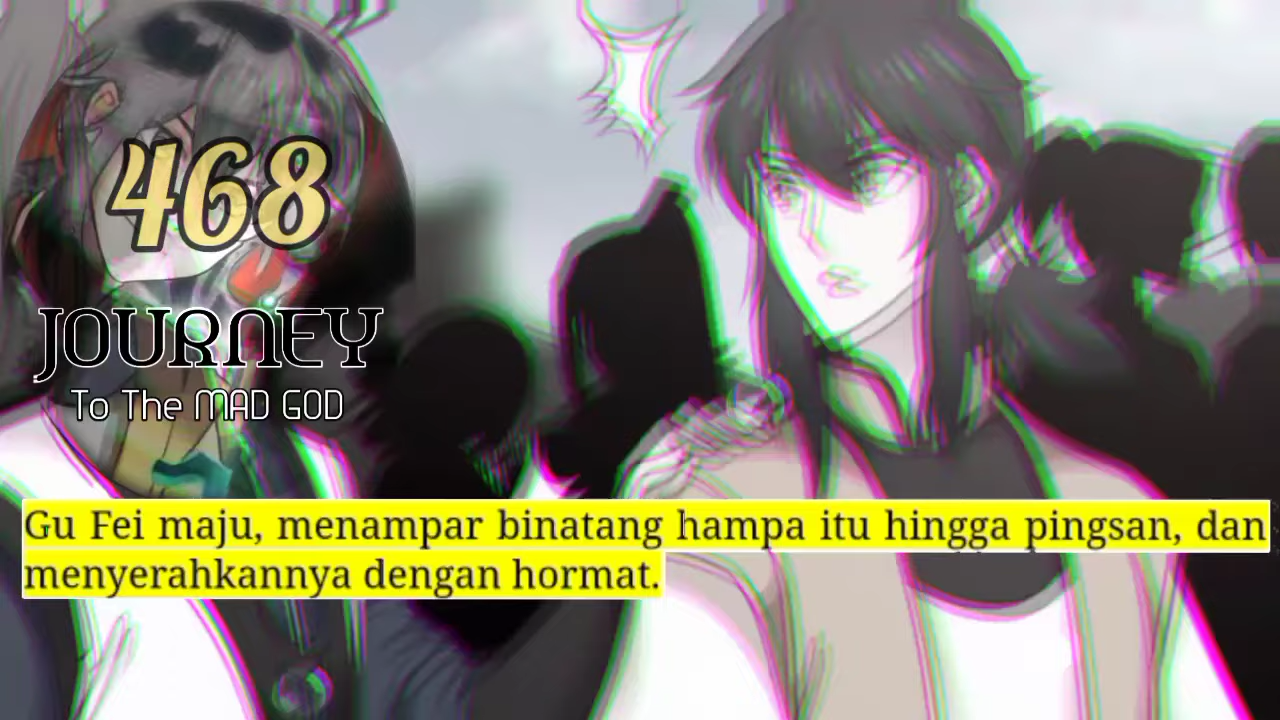 468
JOURNEY
To The MAD GOD
Gu Fei maju, menampar binatang hampa itu hingga pingsan, dan
menyerahkannya dengan hormat.